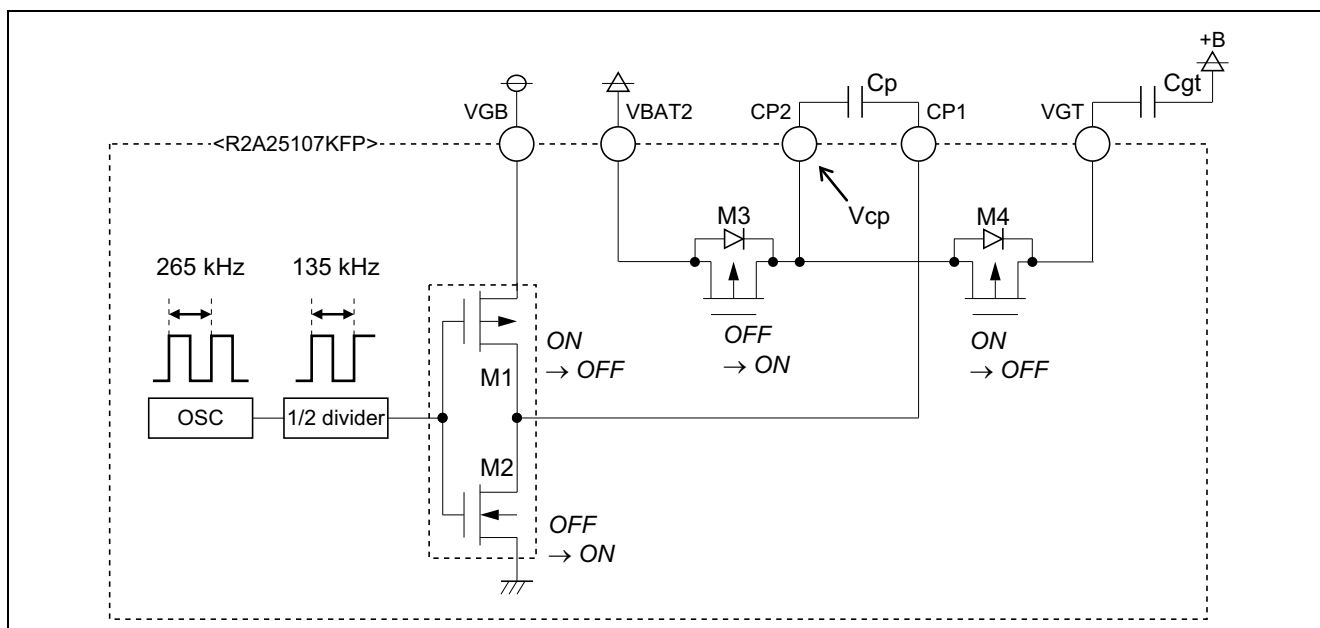 +B
Cp
Cgt
VGB
VBAT2
CP2
CP1
VGT
<R2A25107KFP>
Vcp
M3
M4
265 kHz
135 kHz
OFF
→ ON
ON
→ OFF
ON
→ OFF
M1
OSC
1/2 divider
M2
OFF
→ ON